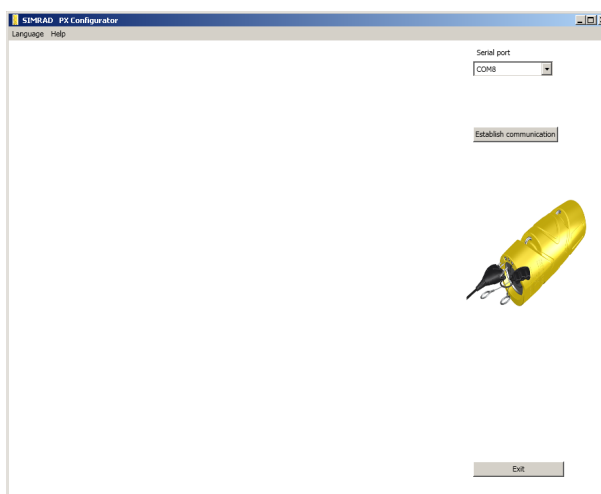 SIMRAD PX Configurator
Language Help
Serial port
COM8
Establish communication
Exit